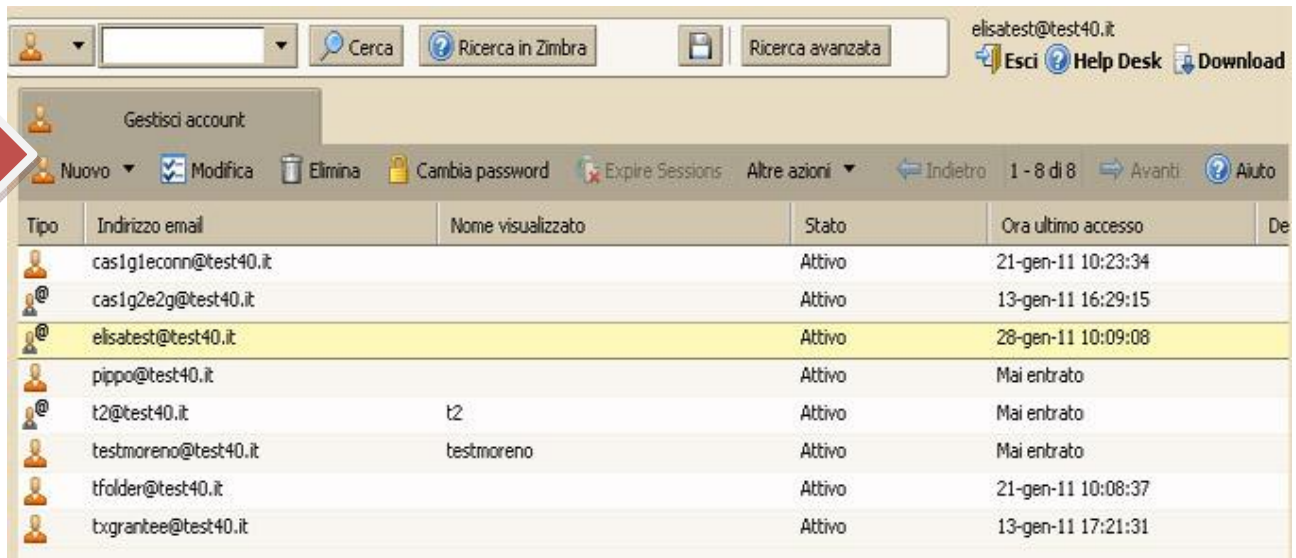 elisatest@test40.it
Cerca Ricerca in Zimbra Ricerca avanzata
Esci Help Desk Download
Gestisci account
Nuovo Modifica Elimina Cambia password Expire Sessions Altre azioni Indietro 1 - 8 di 8 Avanti Aiuto
Tipo Indirizzo email Nome visualizzato Stato Ora ultimo accesso De
cas1g1econn@test40.it Attivo 21-gen-11 10:23:34
cas1g2e2g@test40.it Attivo 13-gen-11 16:29:15
elisatest@test40.it Attivo 28-gen-11 10:09:08
pippo@test40.it Attivo Mai entrato
t2@test40.it t2 Attivo Mai entrato
testmoreno@test40.it testmoreno Attivo Mai entrato
tfolder@test40.it Attivo 21-gen-11 10:08:37
txgrantee@test40.it Attivo 13-gen-11 17:21:31